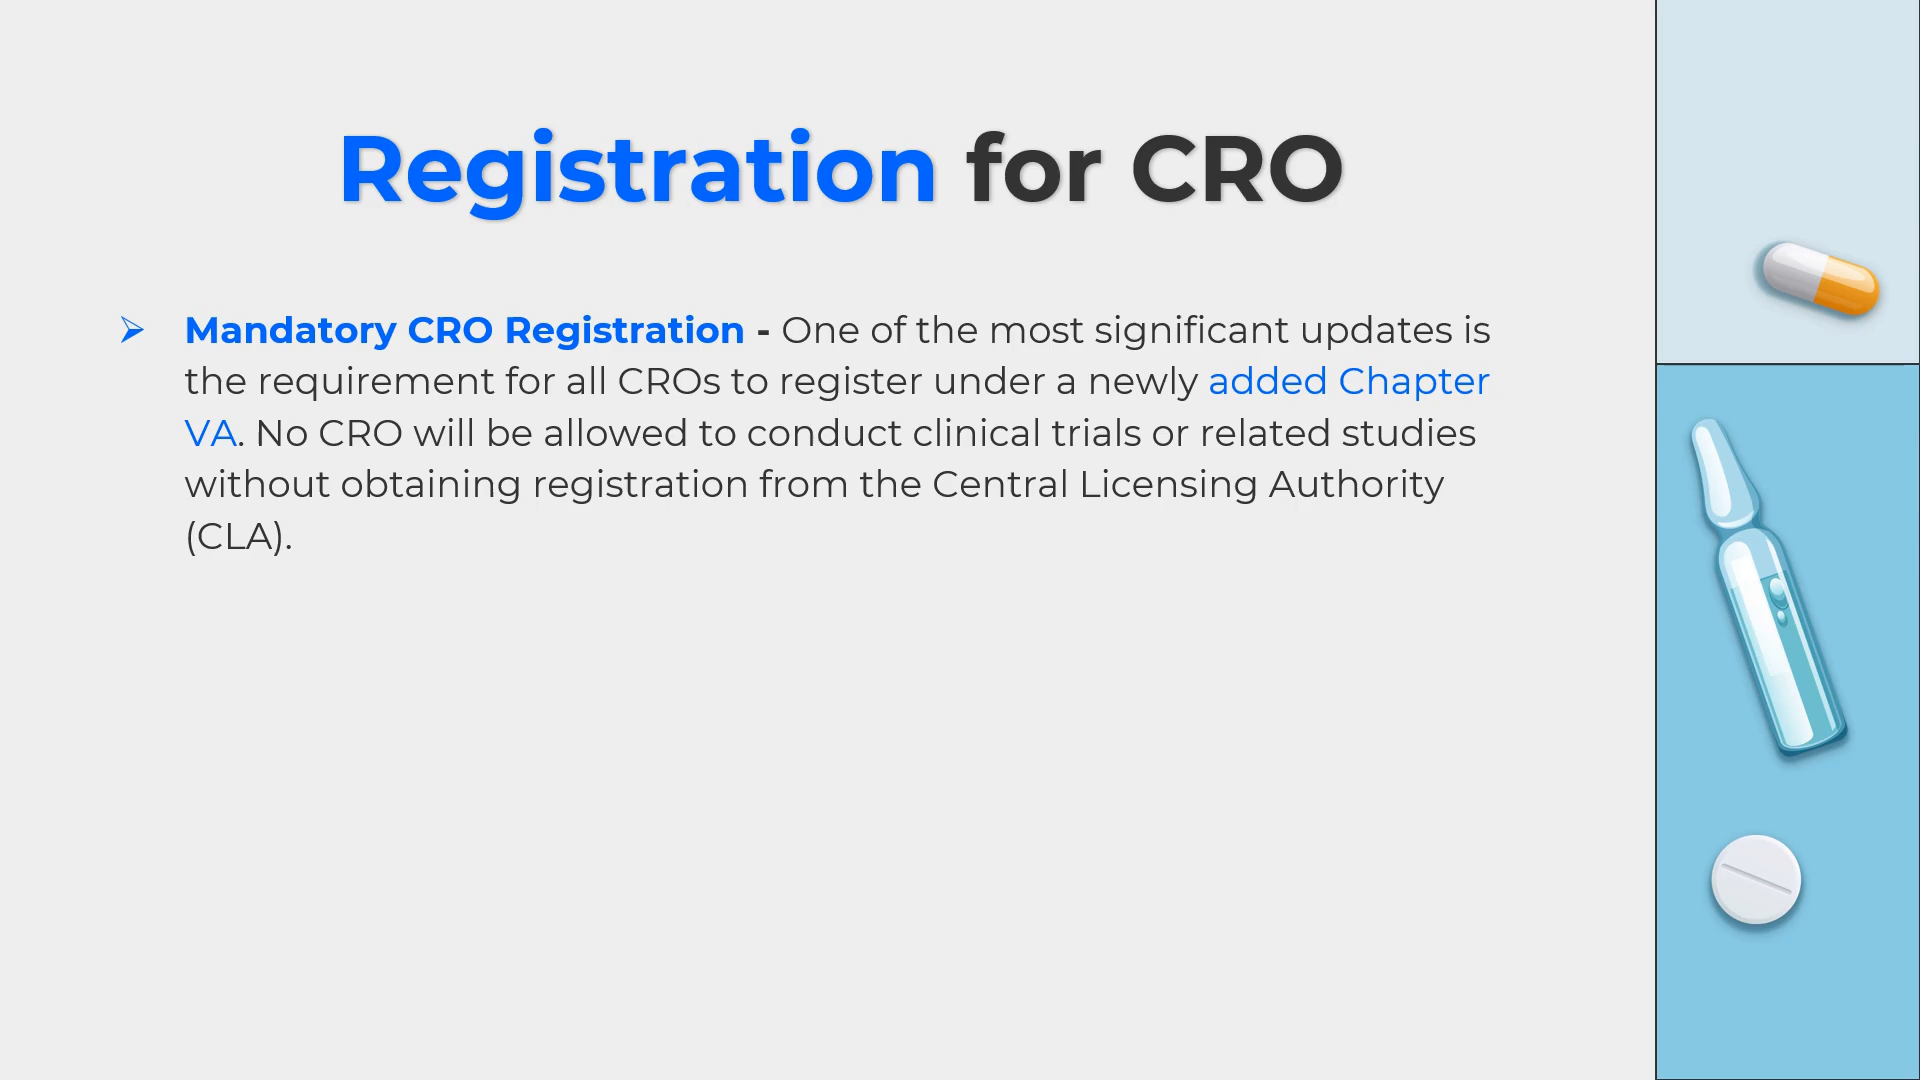 Registration for CRO
➢ Mandatory CRO Registration - One of the most significant updates is
the requirement for all CROs to register under a newly added Chapter
VA. No CRO will be allowed to conduct clinical trials or related studies
without obtaining registration from the Central Licensing Authority
(CLA).